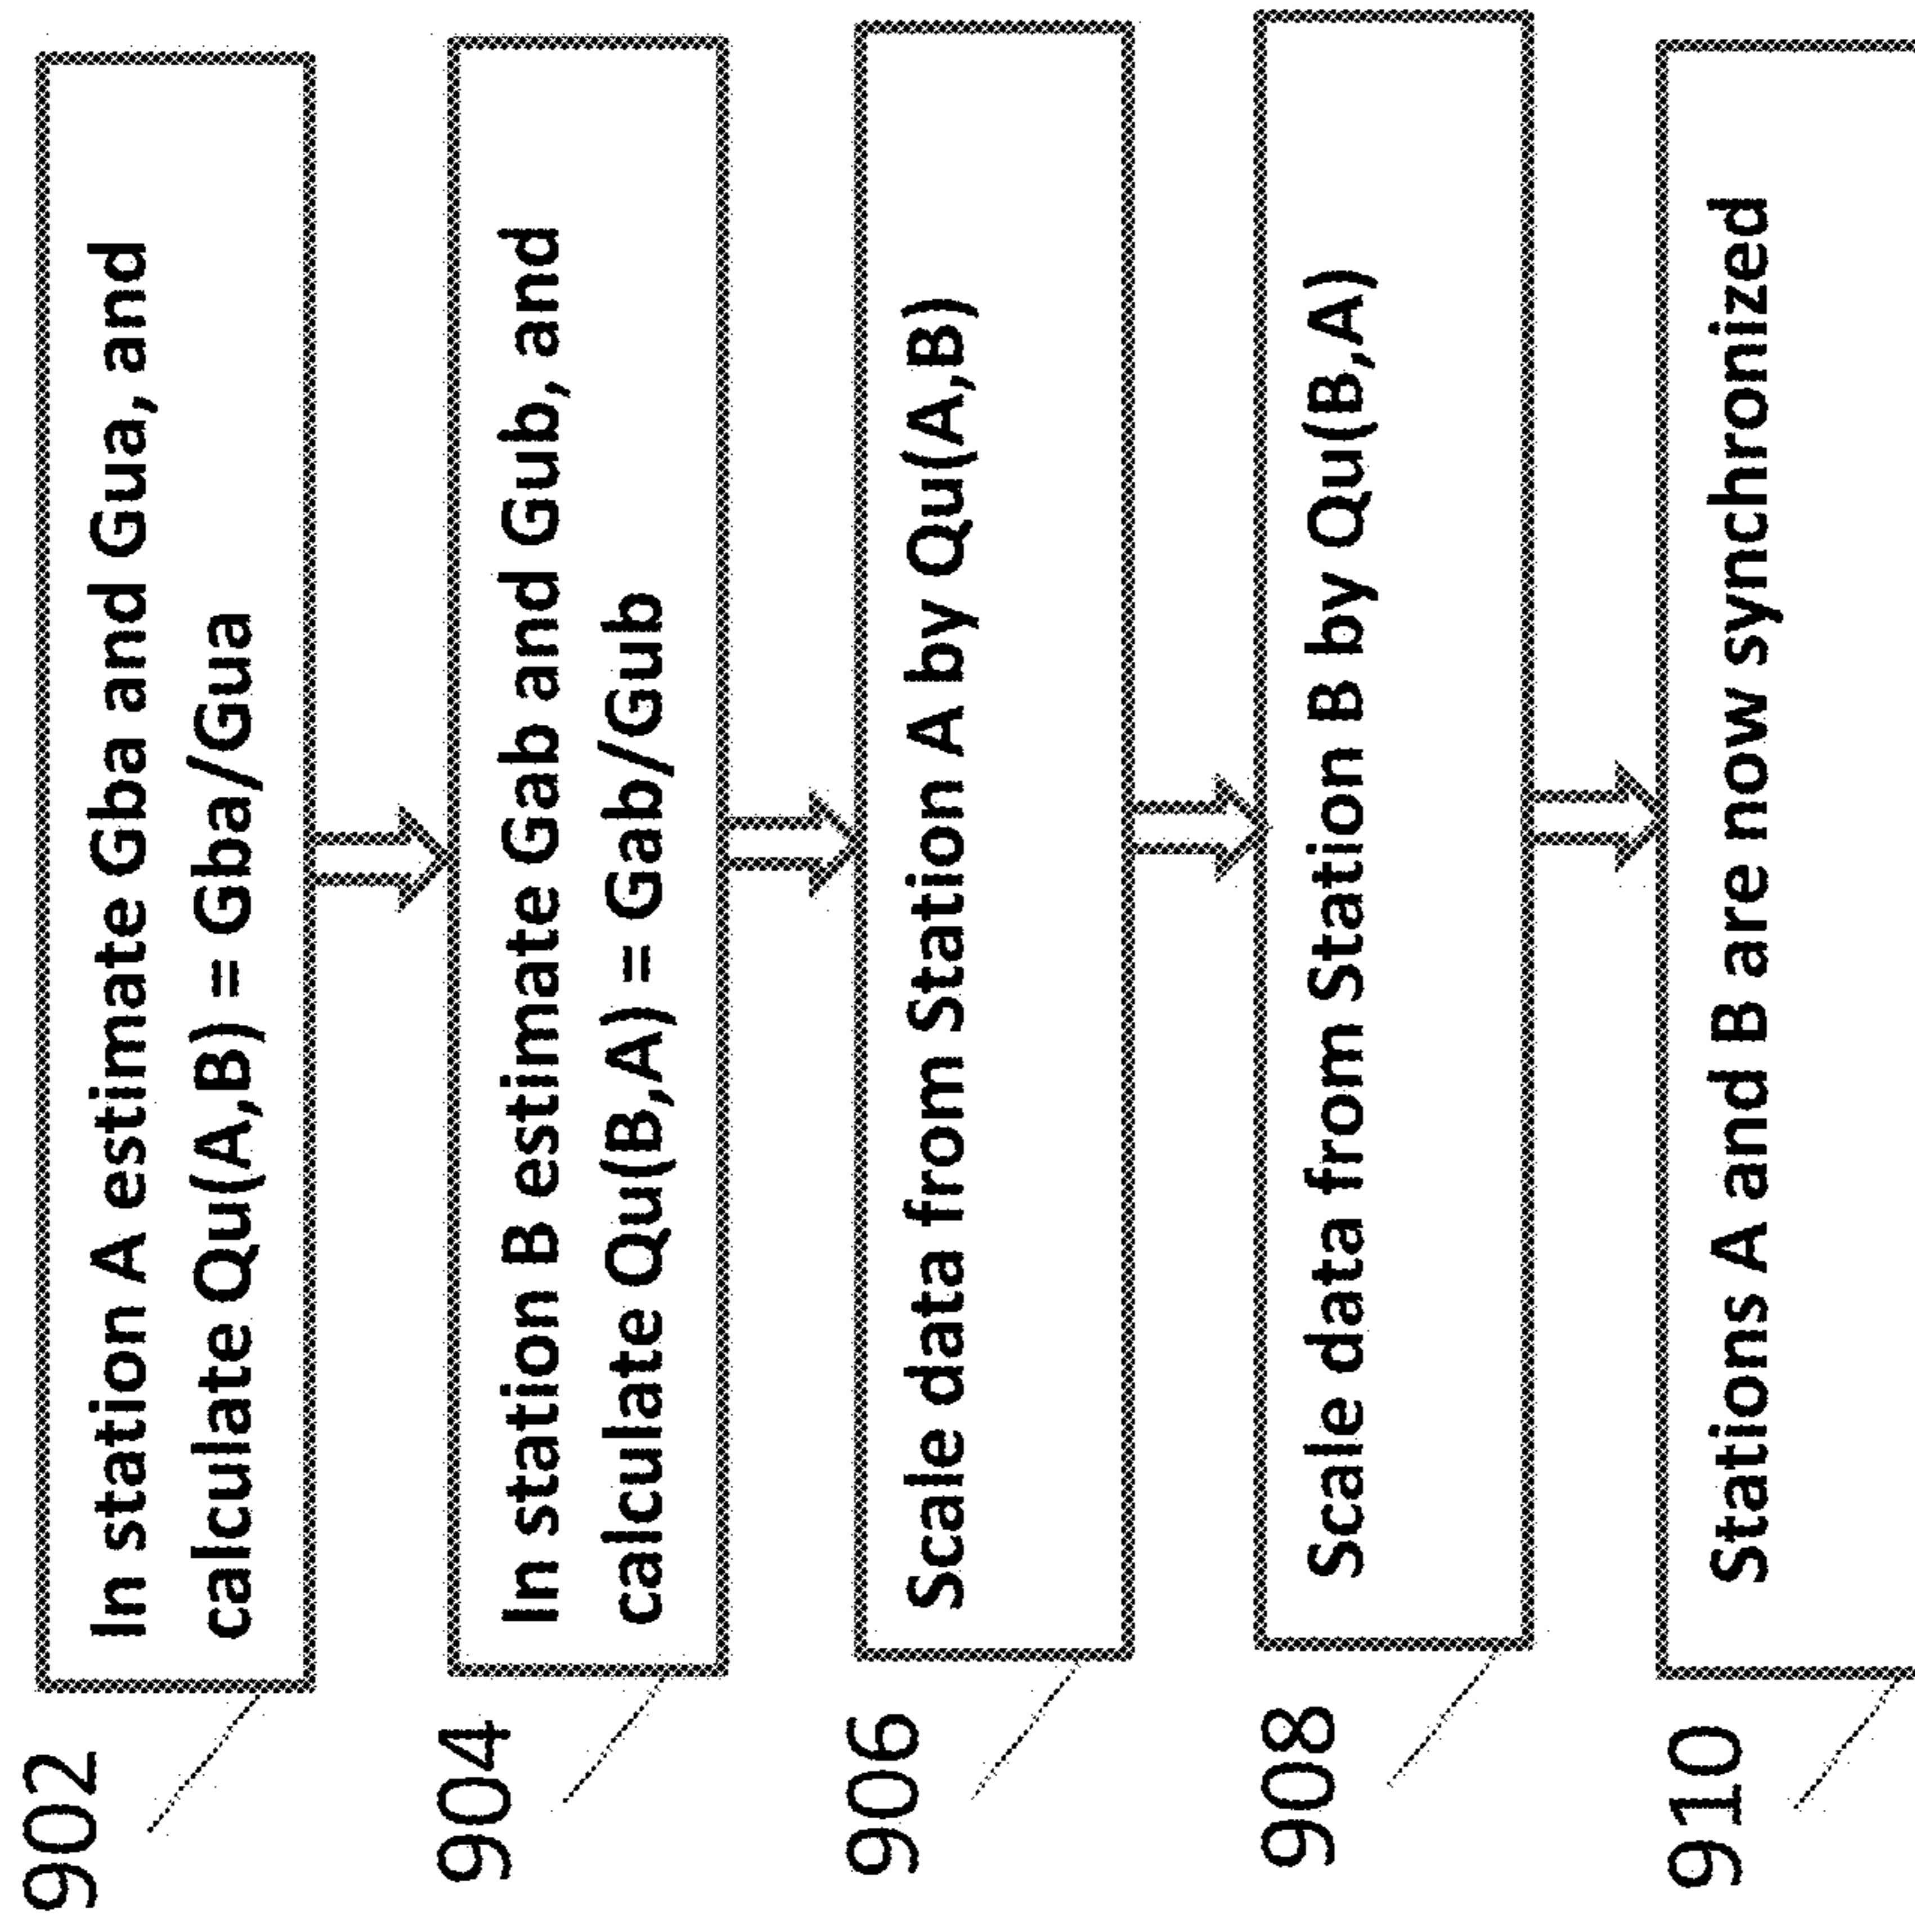 902
In station A estimate Gba and Gua, and
calculate Qu(A,B) = Gba/Gua
904
In station B estimate Gab and Gub, and
calculate Qu(B,A) = Gab/Gub
906
Scale data from Station A by Qu(A,B)
908
Scale data from Station B by Qu(B,A)
910
Stations A and B are now synchronized